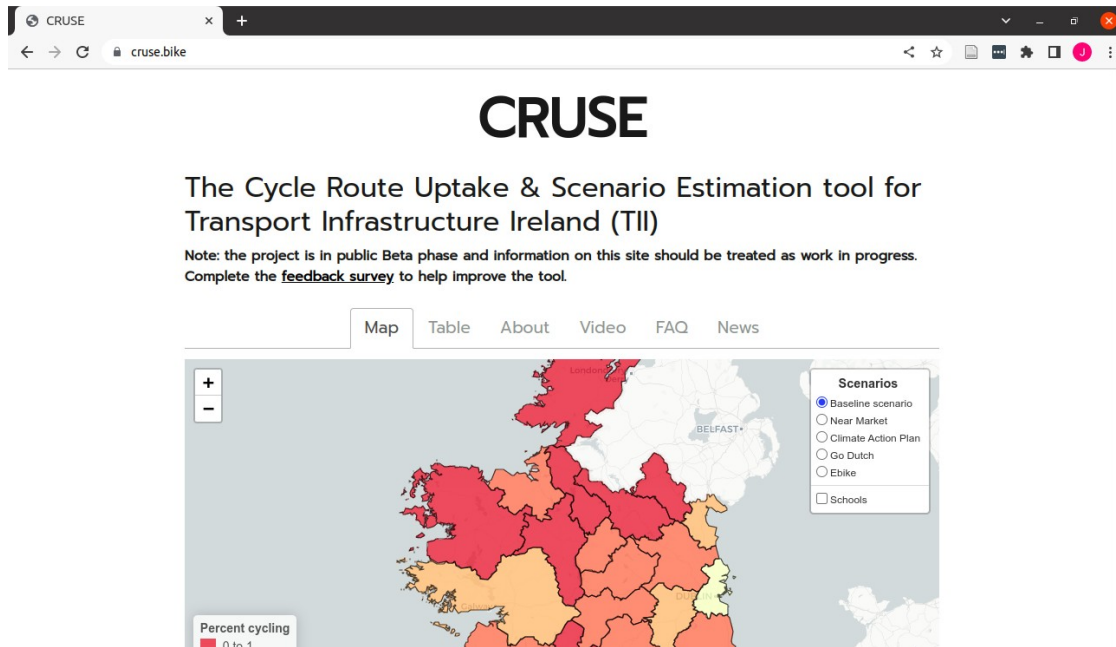 CRUSE
cruse.bike
J
CRUSE
The Cycle Route Uptake & Scenario Estimation tool for
Transport Infrastructure Ireland (TII)
Note: the project is in public Beta phase and information on this site should be treated as work in progress.
Complete the feedback survey to help improve the tool.
Map Table About Video FAQ News
+
−
BELFAST
Scenarios
Baseline scenario
Near Market
Climate Action Plan
Go Dutch
Ebike
Schools
Percent cycling
0 to 1